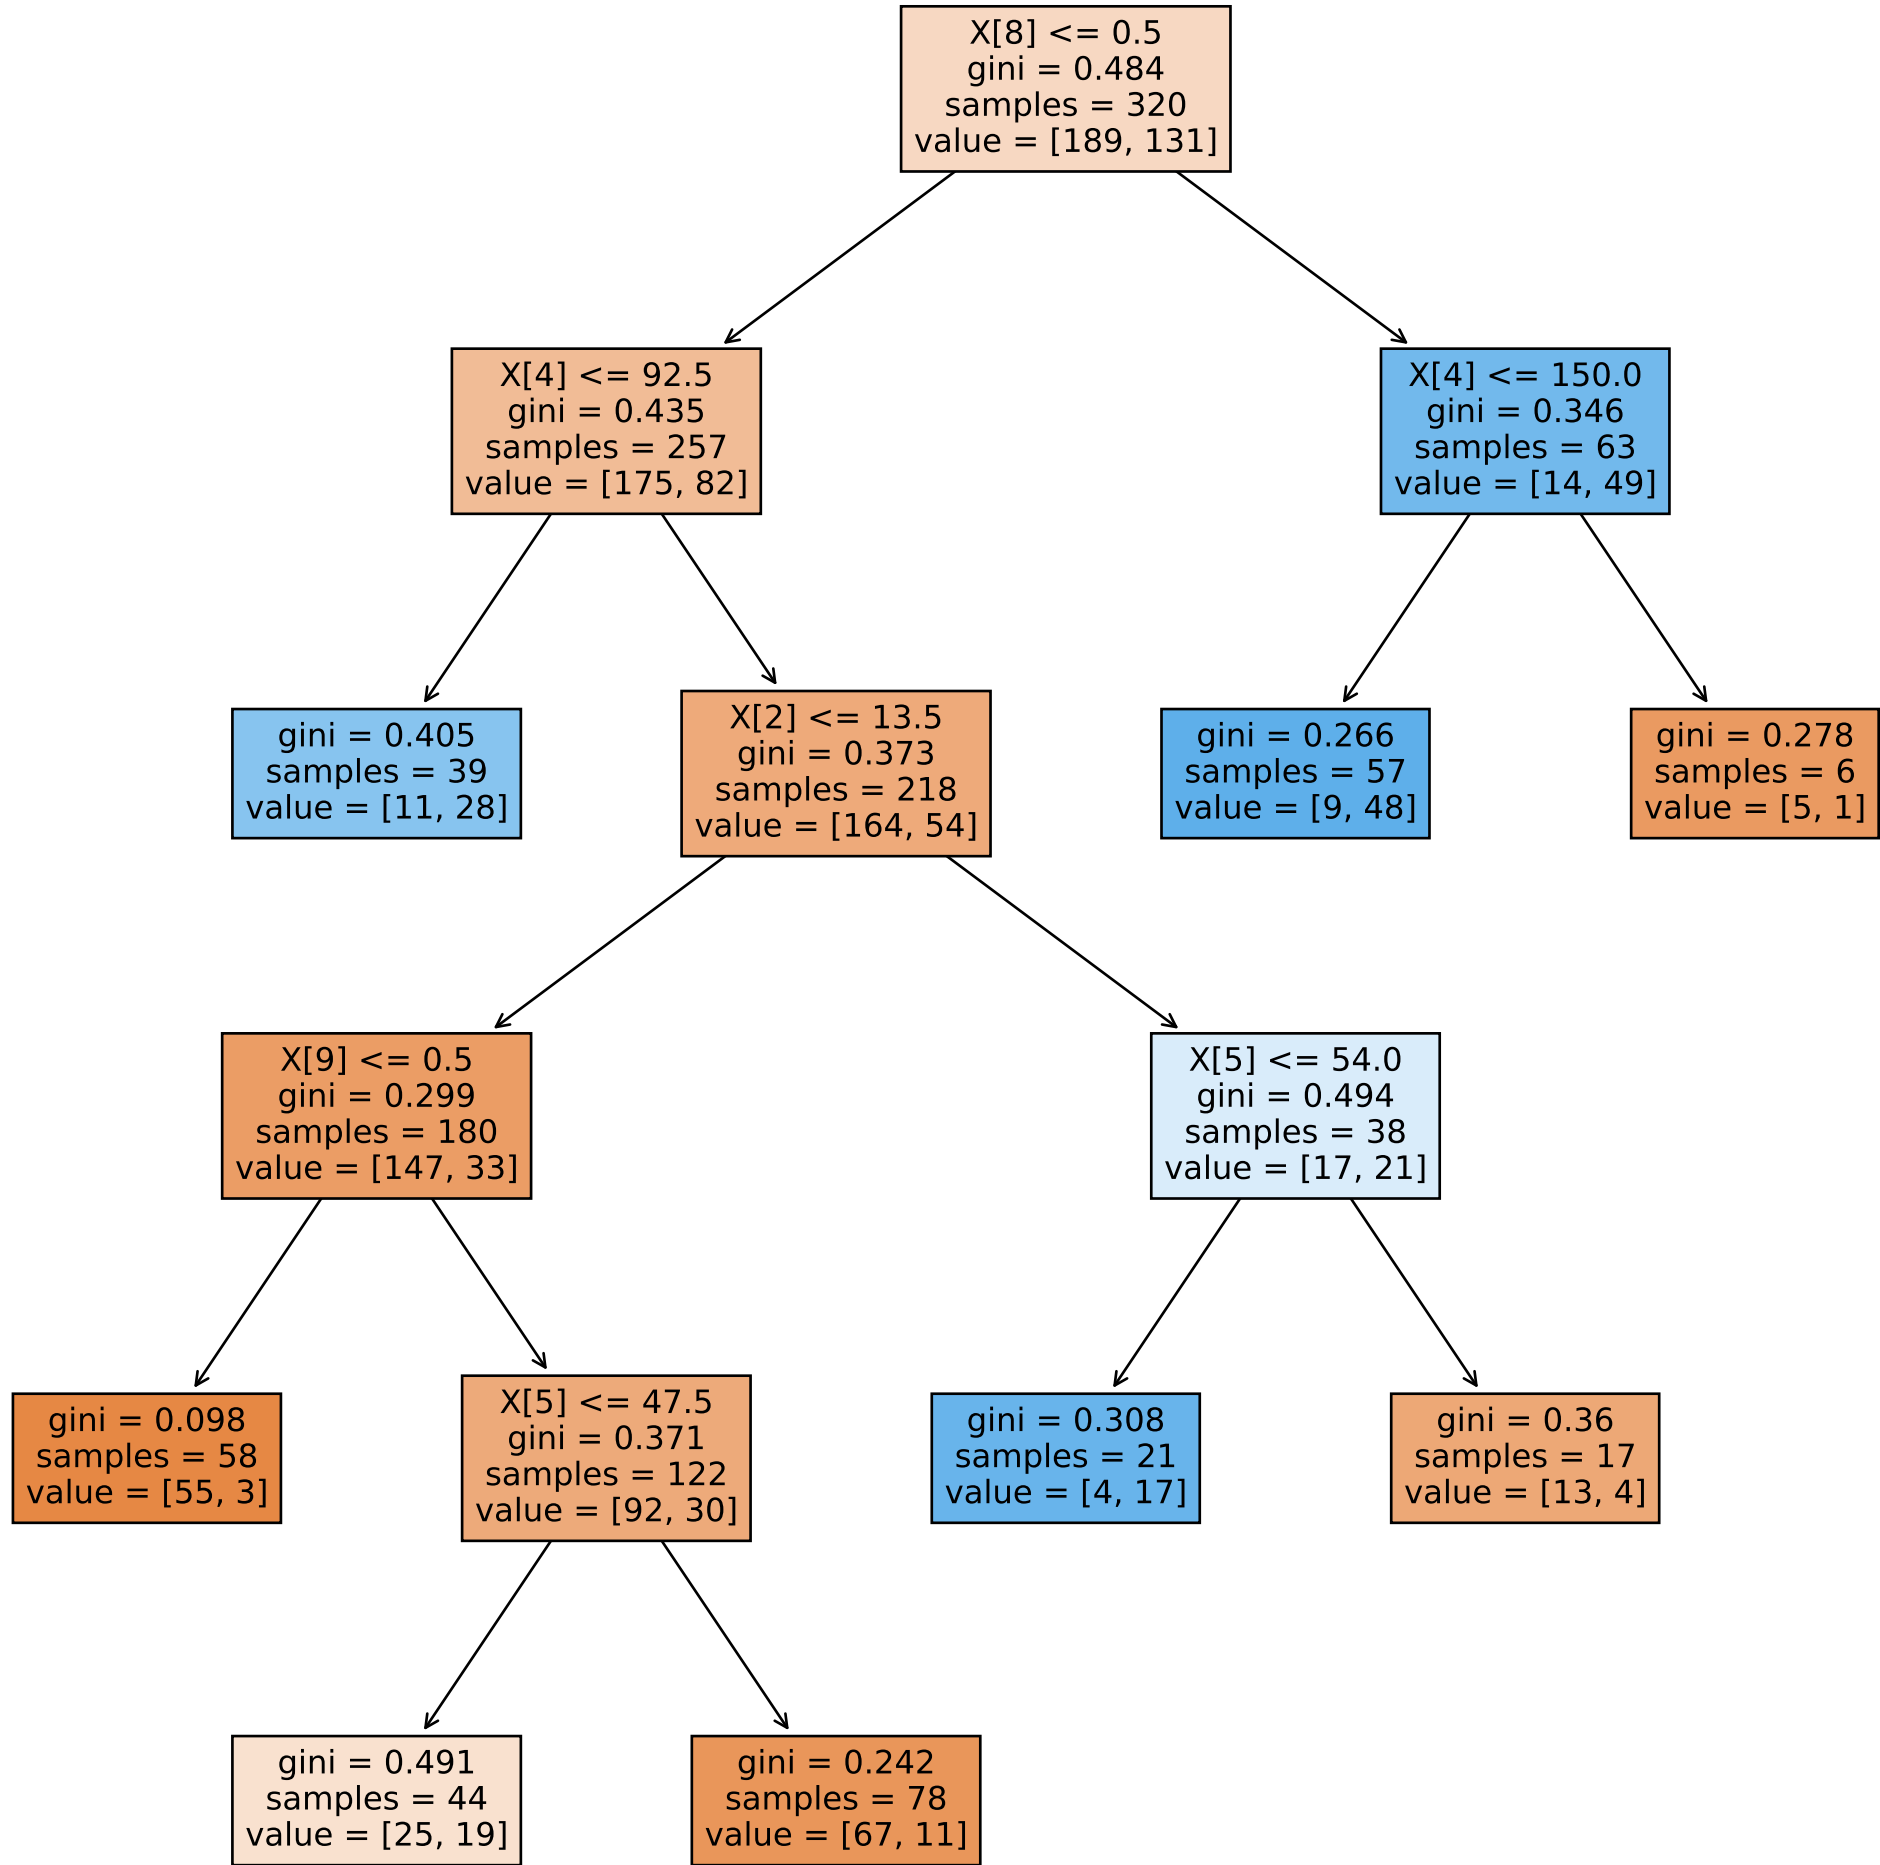 X[8] <= 0.5
gini = 0.484
samples = 320
value = [189, 131]
X[4] <= 92.5
gini = 0.435
samples = 257
value = [175, 82]
X[4] <= 150.0
gini = 0.346
samples = 63
value = [14, 49]
gini = 0.405
samples = 39
value = [11, 28]
X[2] <= 13.5
gini = 0.373
samples = 218
value = [164, 54]
gini = 0.266
samples = 57
value = [9, 48]
gini = 0.278
samples = 6
value = [5, 1]
X[9] <= 0.5
gini = 0.299
samples = 180
value = [147, 33]
X[5] <= 54.0
gini = 0.494
samples = 38
value = [17, 21]
gini = 0.098
samples = 58
value = [55, 3]
X[5] <= 47.5
gini = 0.371
samples = 122
value = [92, 30]
gini = 0.308
samples = 21
value = [4, 17]
gini = 0.36
samples = 17
value = [13, 4]
gini = 0.491
samples = 44
value = [25, 19]
gini = 0.242
samples = 78
value = [67, 11]